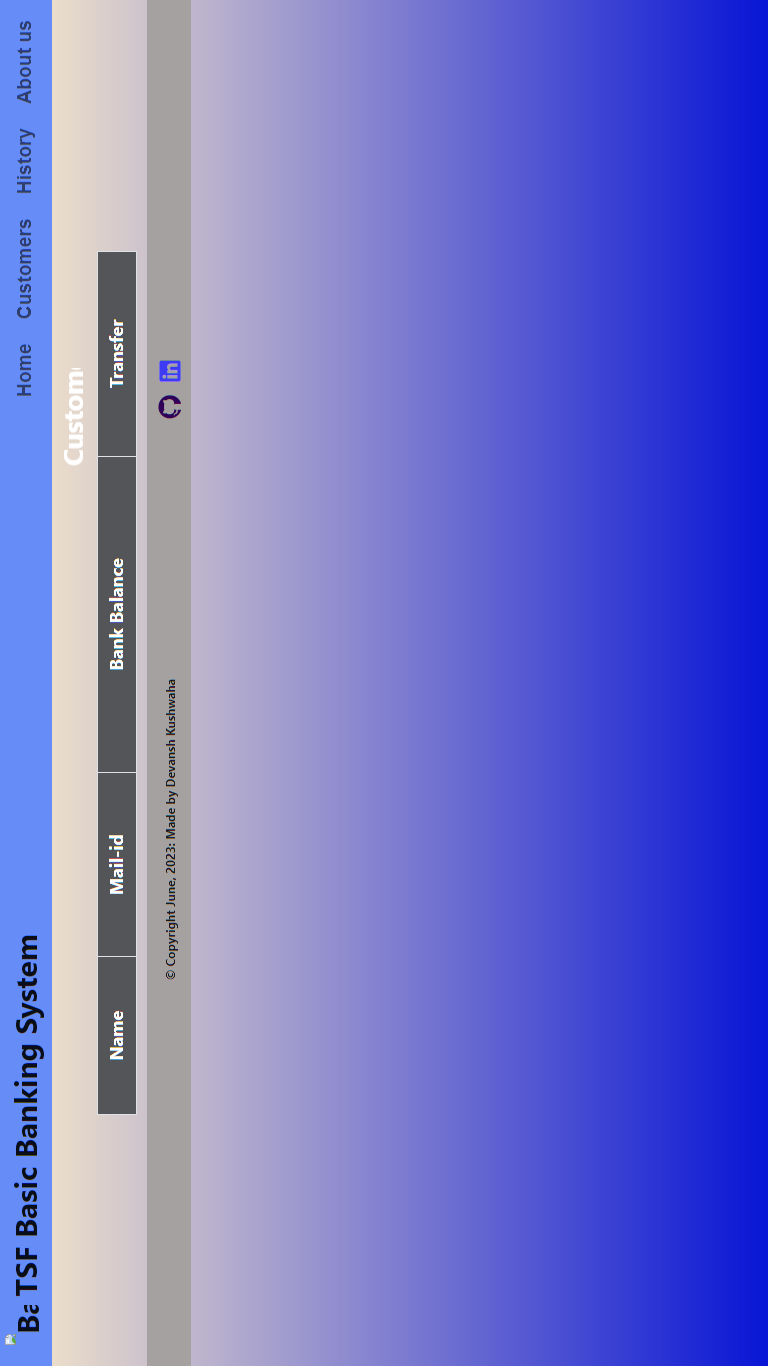 Ba TSF Basic Banking System Home Customers History About us
Custom
Name Mail-id Bank Balance Transfer
© Copyright June, 2023: Made by Devansh Kushwaha
in